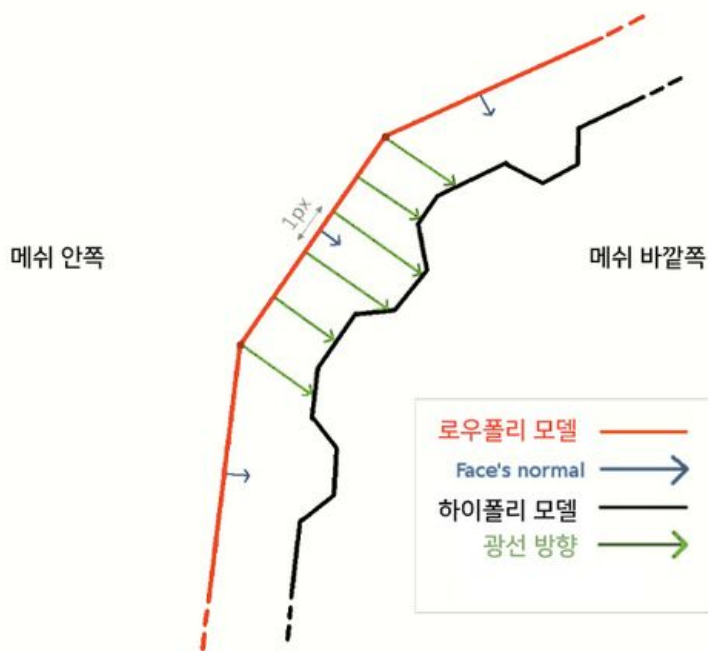 1px
메쉬 안쪽
메쉬 바깥쪽
로우폴리 모델
Face's normal
하이폴리 모델
광선 방향